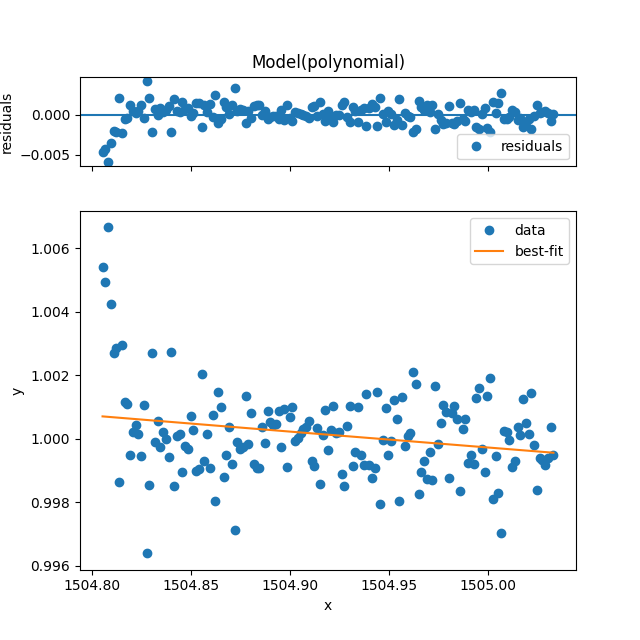 Model(polynomial)
residuals
0.000
−0.005
residuals
1.006
1.004
1.002
1.000
0.998
0.996
y
data
best-fit
1504.80
1504.85
1504.90
1504.95
1505.00
x